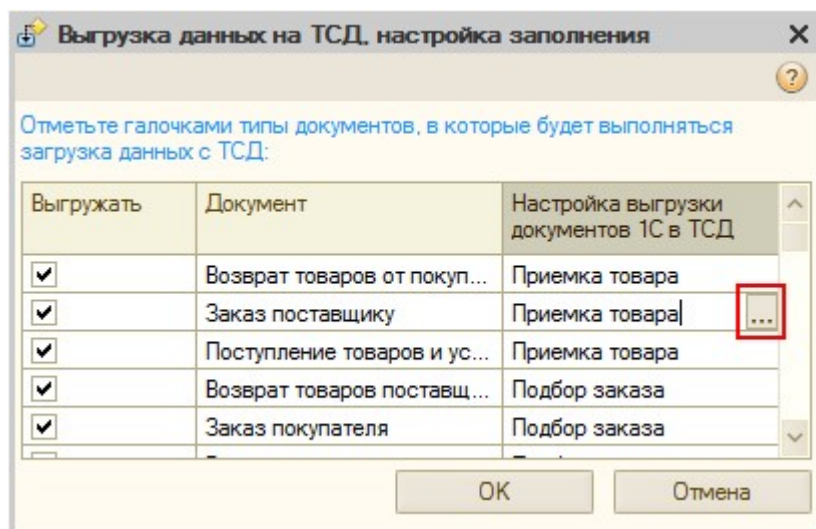 Выгрузка данных на ТСД, настройка заполнения
Отметьте галочками типы документов, в которые будет выполняться
загрузка данных с ТСД:
Выгружать Документ Настройка выгрузки
документов 1С в ТСД
Возврат товаров от покуп... Приемка товара
Заказ поставщику Приемка товара ...
Поступление товаров и ус... Приемка товара
Возврат товаров поставщ... Подбор заказа
Заказ покупателя Подбор заказа
OK Отмена